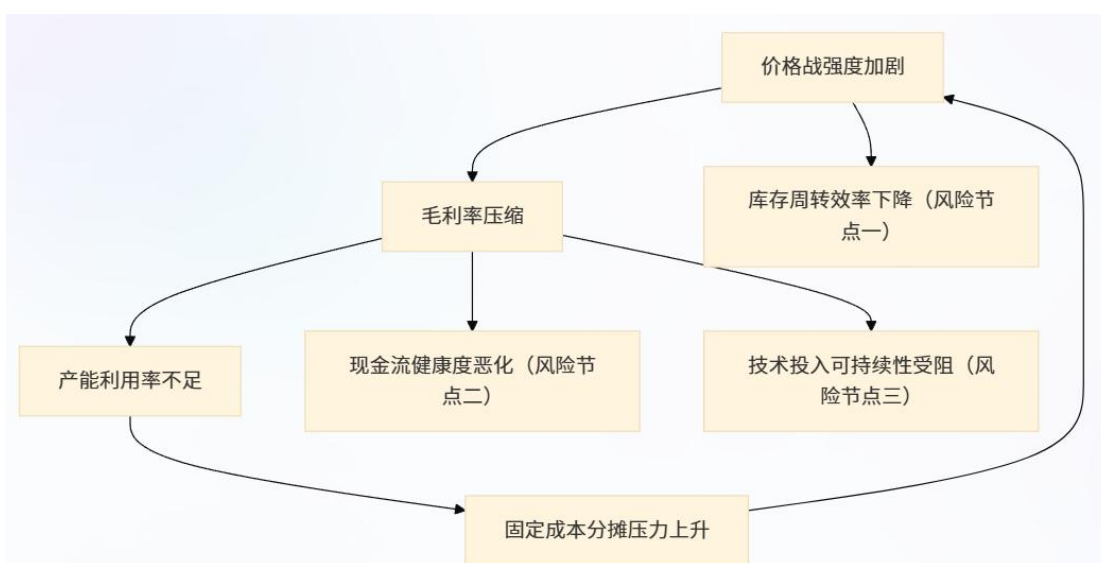 价格战强度加剧
库存周转效率下降（风险节
点一）
毛利率压缩
产能利用率不足
现金流健康度恶化（风险节
点二）
技术投入可持续性受阻（风
险节点三）
固定成本分摊压力上升